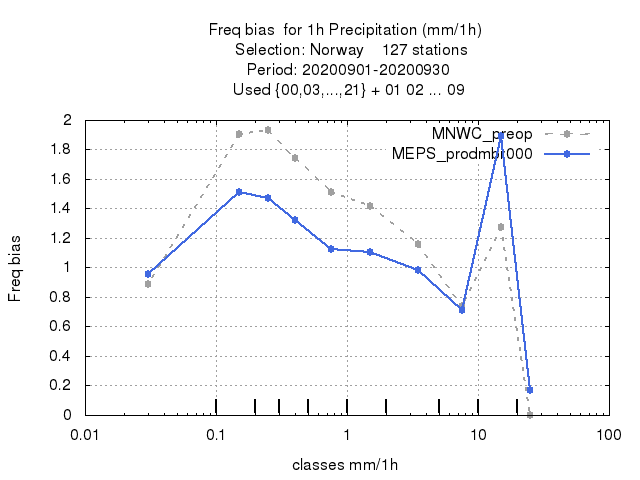 Freq bias  for 1h Precipitation (mm/1h)
Selection: Norway    127 stations
Period: 20200901-20200930
Used {00,03,...,21} + 01 02 ... 09
MNWC_preop
MEPS_prodmbr000
2
1.8
1.6
1.4
1.2
1
0.8
0.6
0.4
0.2
0
Freq bias
0.01
0.1
1
10
100
classes mm/1h